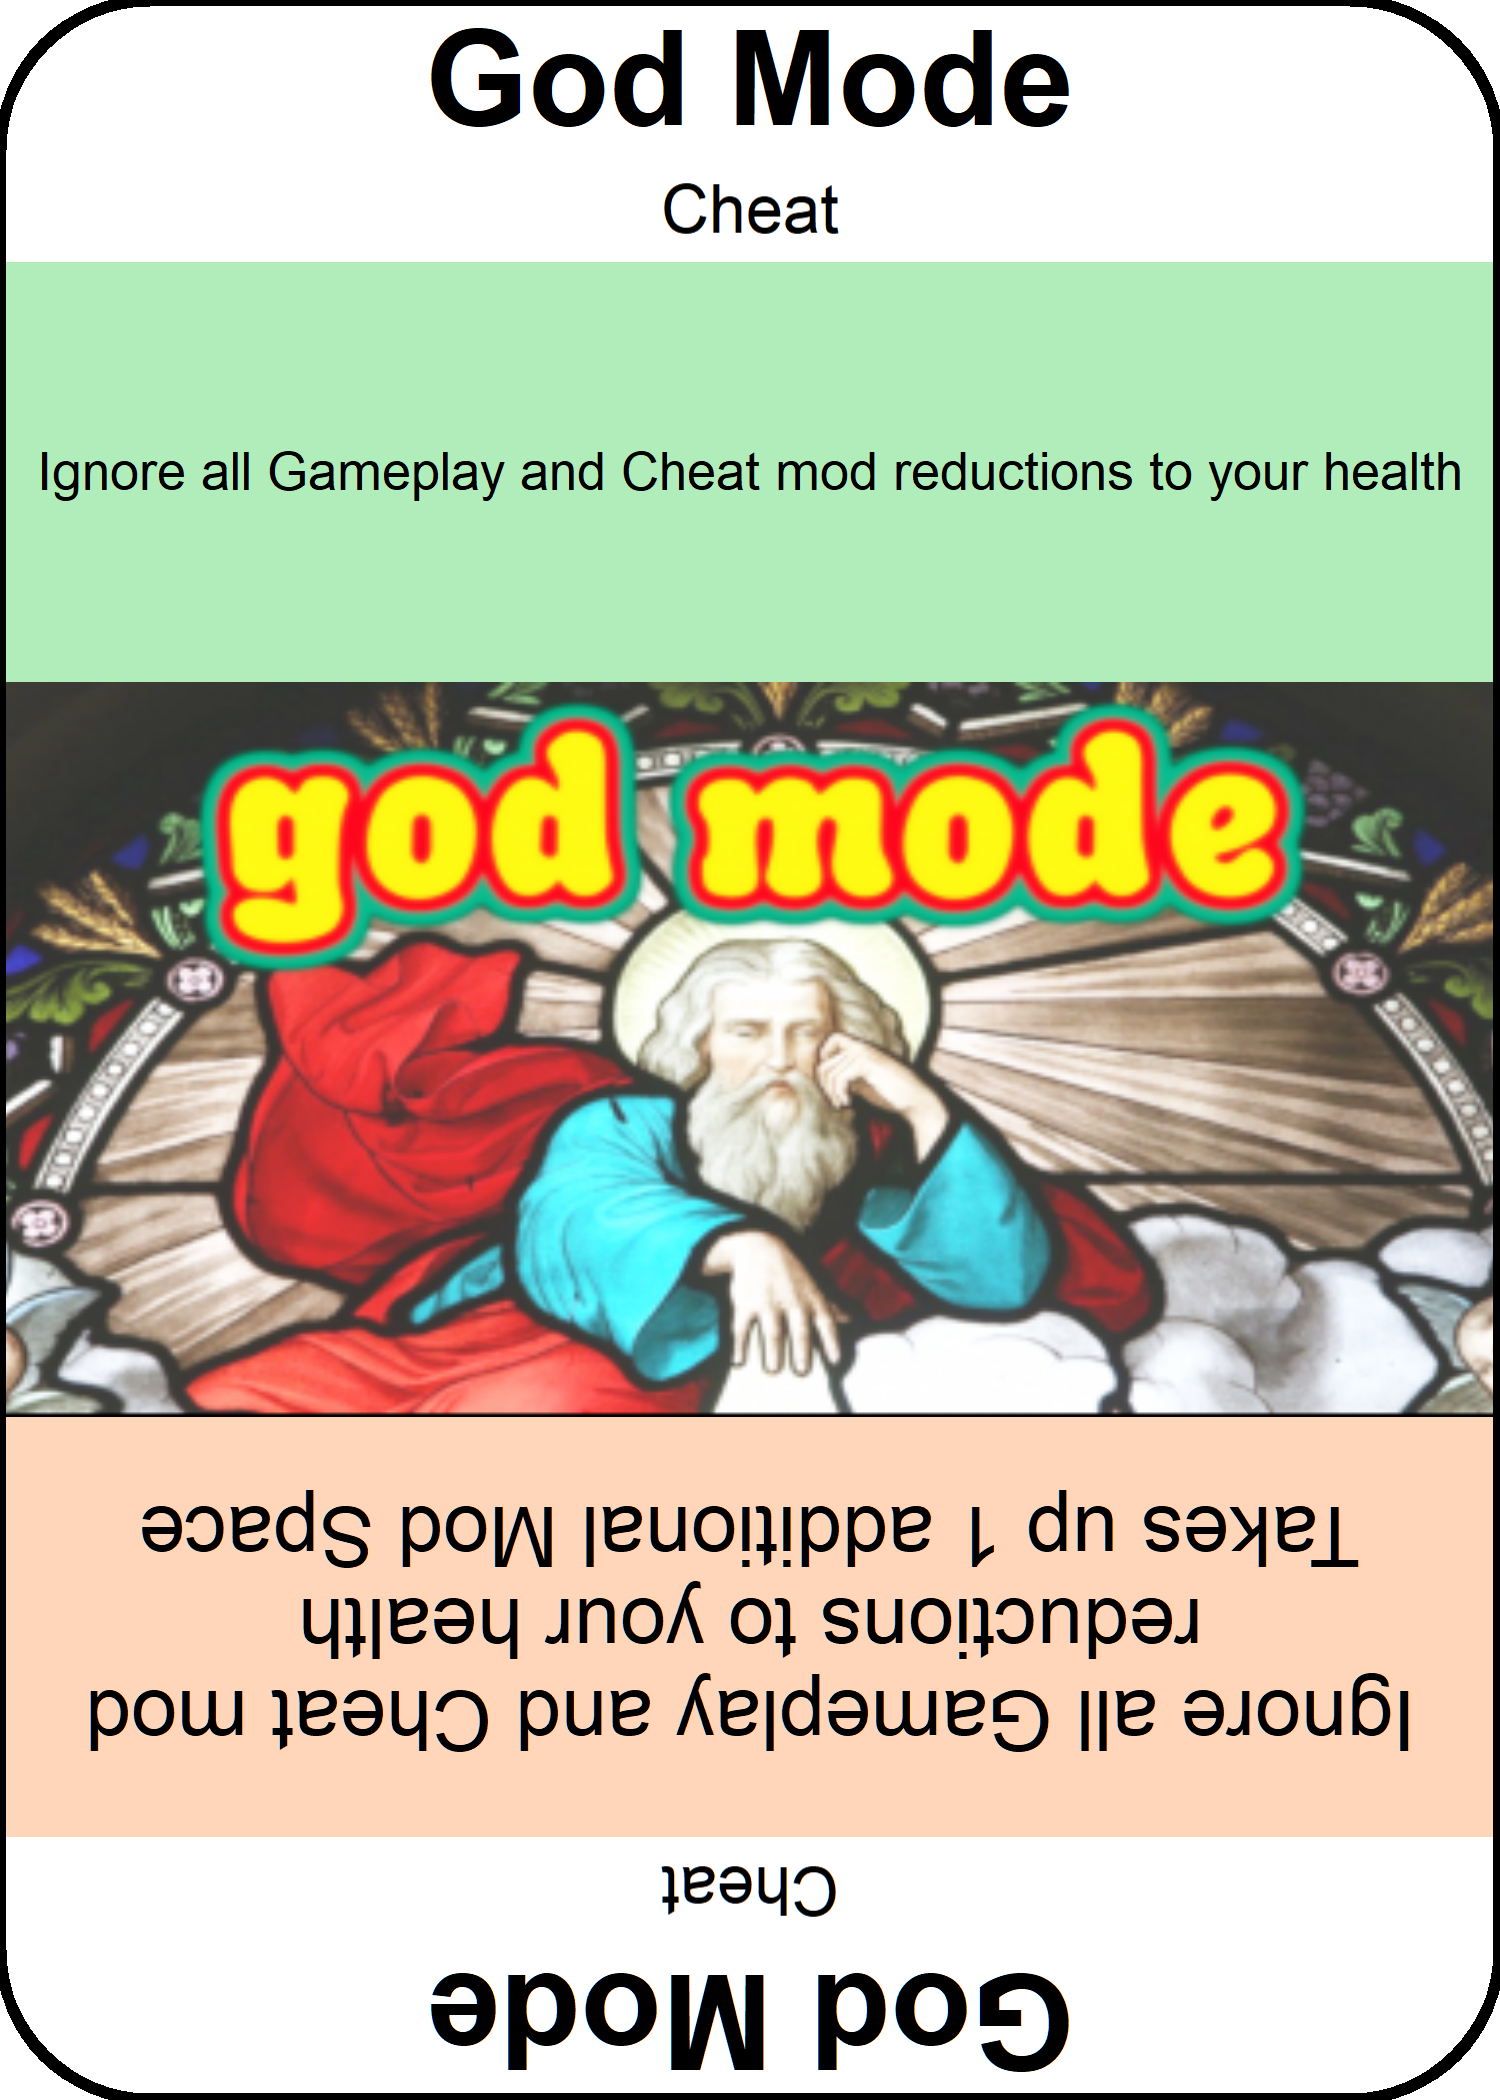 God Mode
Cheat
Ignore all Gameplay and Cheat mod reductions to your health
god mode
God Mode
Cheat
Ignore all Gameplay and Cheat mod
reductions to your health
Takes up 1 additional Mod Space